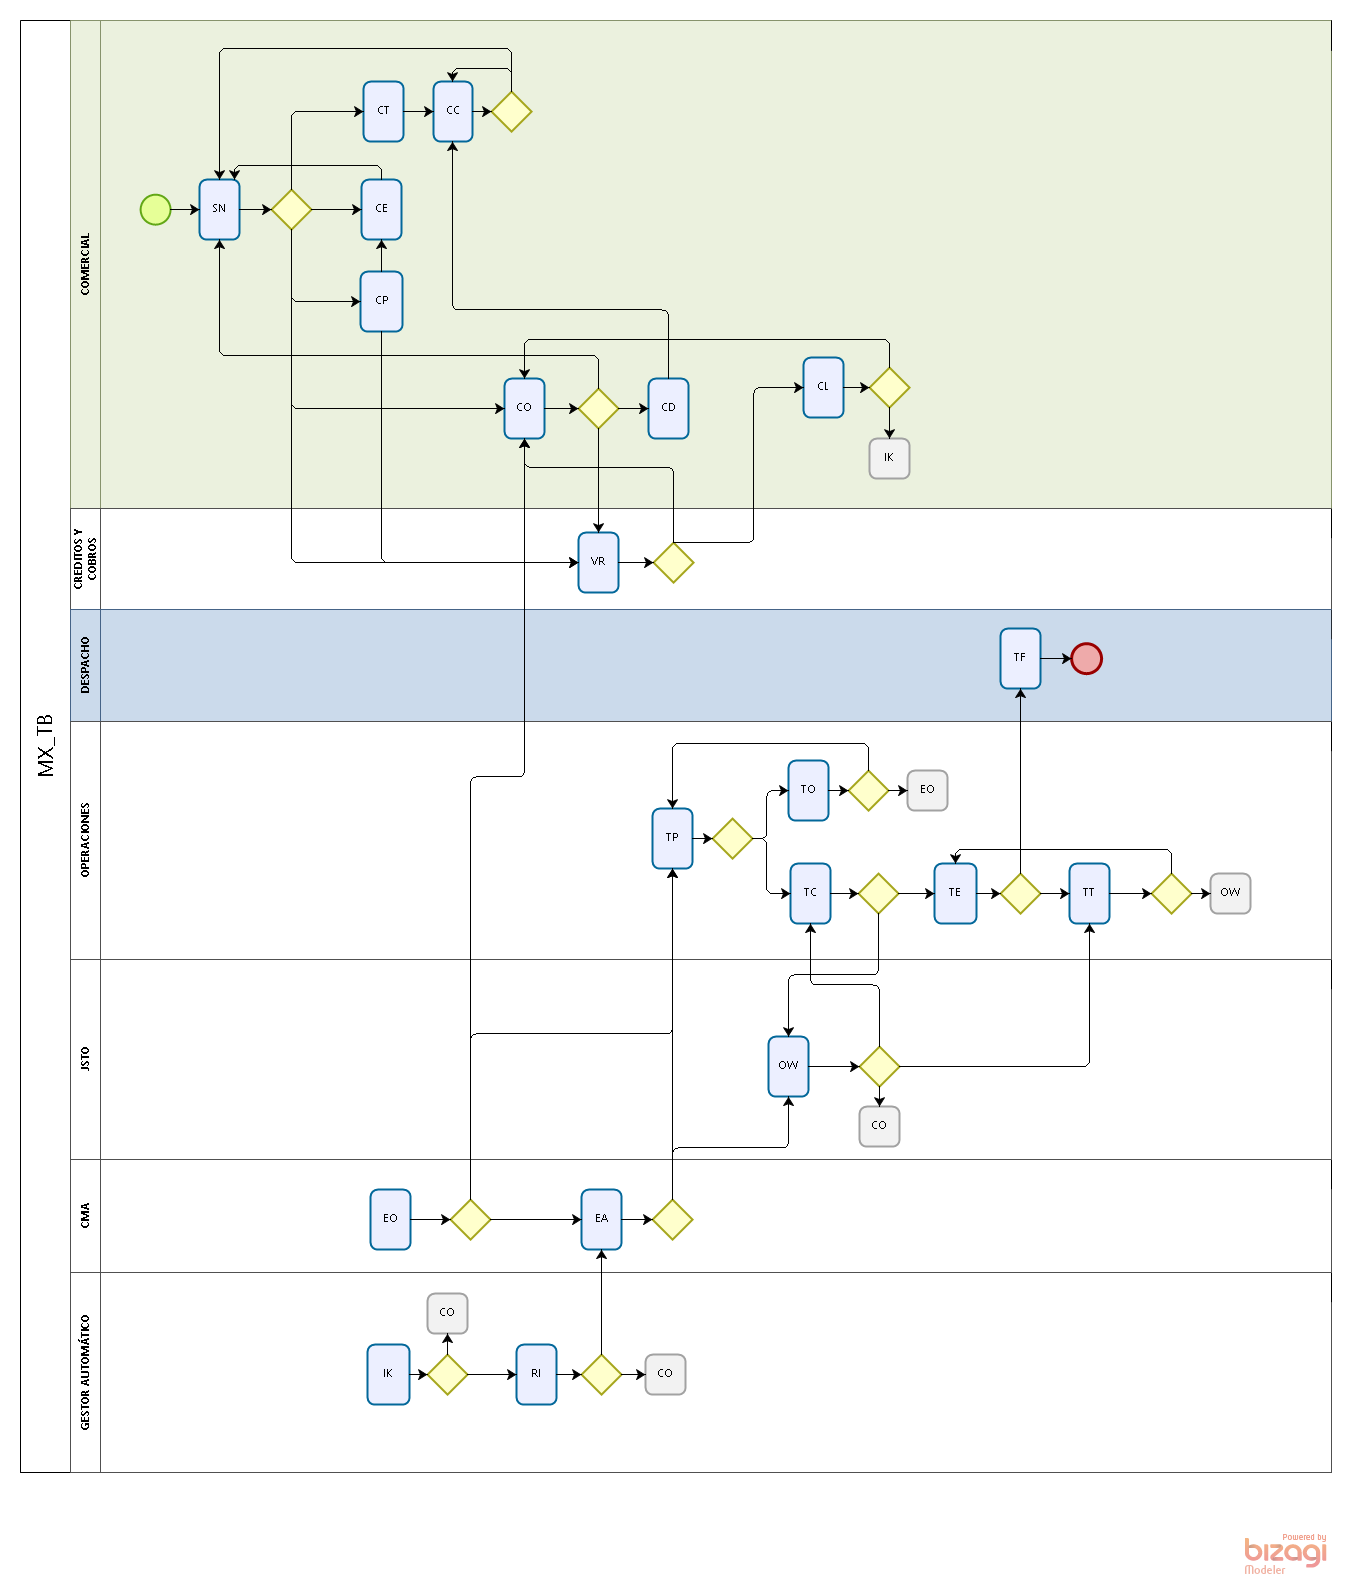 MX_TB
COMERCIAL
CT
CC
SN
CE
CP
CO
CD
CL
IK
CREDITOS Y
COBROS
VR
DESPACHO
TF
OPERACIONES
TO
EO
TP
TC
TE
TT
OW
JSTO
OW
CO
CMA
EO
EA
GESTOR AUTOMÁTICO
CO
IK
RI
CO
Powered by
bizagi
Modeler